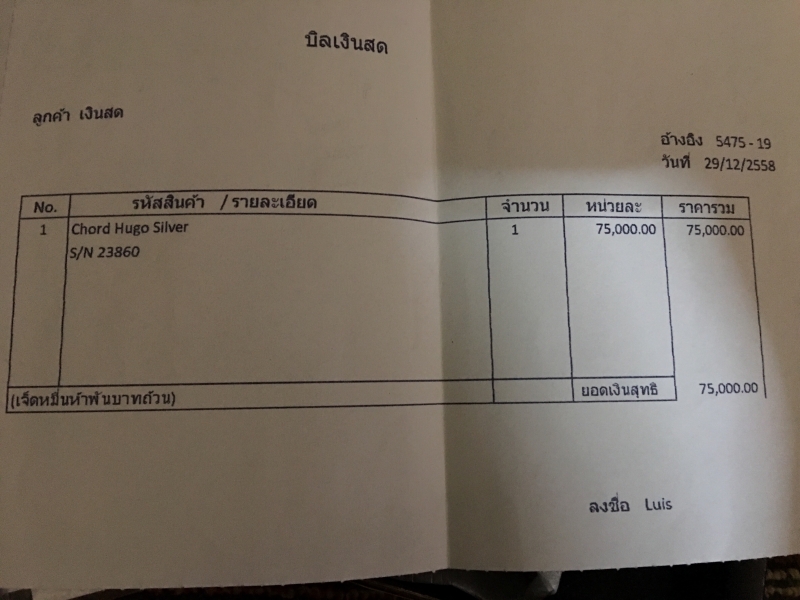 บิลเงินสด
ลูกค้า เงินสด
อ้างอิง 5475 - 19
วันที่ 29/12/2558
No. รหัสสินค้า / รายละเอียด จำนวน หน่วยละ ราคารวม
1 Chord Hugo Silver 1 75,000.00 75,000.00
S/N 23860
(เจ็ดหมื่นห้าพันบาทถ้วน) ยอดเงินสุทธิ 75,000.00
ลงชื่อ Luis